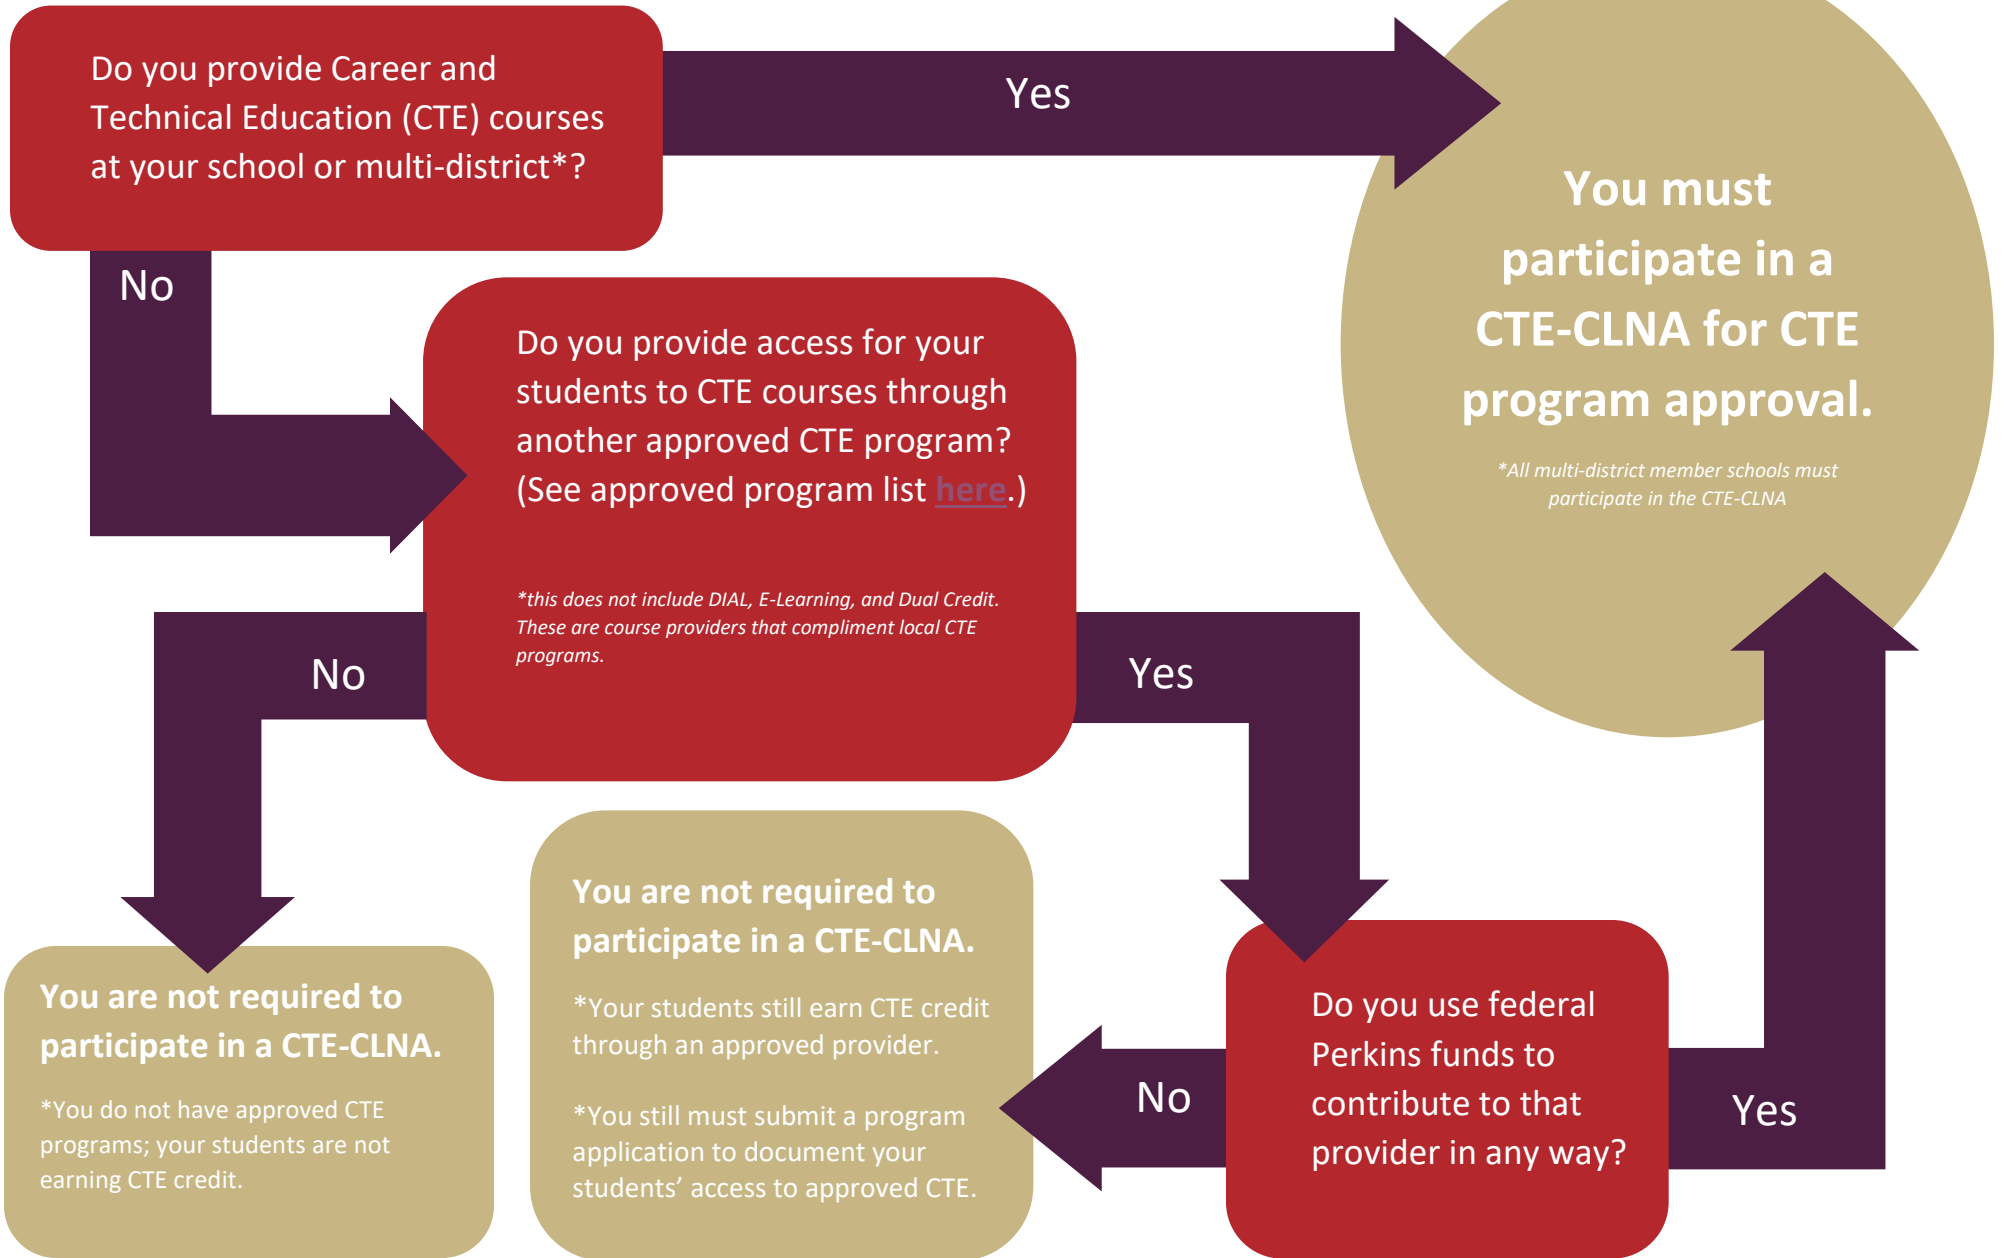 Do you provide Career and
Technical Education (CTE) courses
at your school or multi-district*?
Yes
You must
participate in a
CTE-CLNA for CTE
program approval.
*All multi-district member schools must
participate in the CTE-CLNA
No
Do you provide access for your
students to CTE courses through
another approved CTE program?
(See approved program list here.)
*this does not include DIAL, E-Learning, and Dual Credit.
These are course providers that compliment local CTE
programs.
No
Yes
You are not required to
participate in a CTE-CLNA.
*You do not have approved CTE
programs; your students are not
earning CTE credit.
You are not required to
participate in a CTE-CLNA.
*Your students still earn CTE credit
through an approved provider.
*You still must submit a program
application to document your
students’ access to approved CTE.
No
Do you use federal
Perkins funds to
contribute to that
provider in any way?
Yes